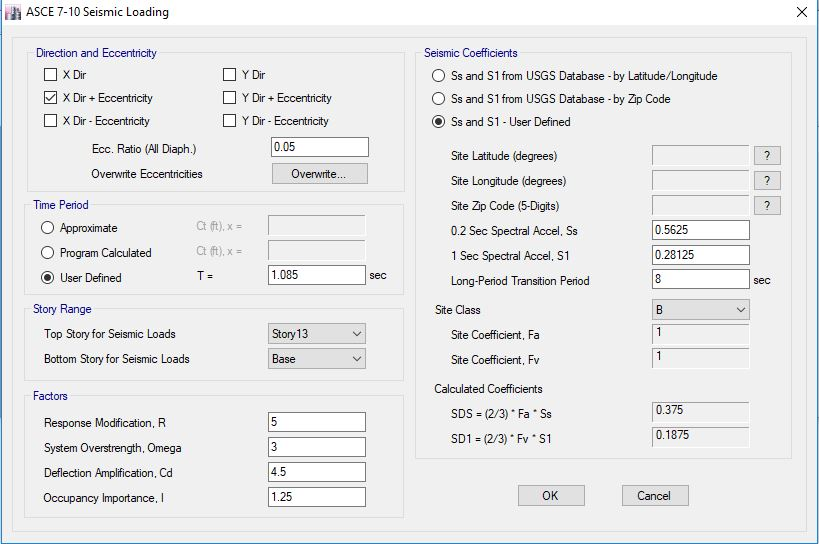 ASCE 7-10 Seismic Loading
Direction and Eccentricity
X Dir
Y Dir
X Dir + Eccentricity
Y Dir + Eccentricity
X Dir - Eccentricity
Y Dir - Eccentricity
Ecc. Ratio (All Diaph.)
0.05
Overwrite Eccentricities
Overwrite...
Time Period
Approximate
Ct (ft), x =
Program Calculated
Ct (ft), x =
User Defined
T =
1.085
sec
Story Range
Top Story for Seismic Loads
Story13
Bottom Story for Seismic Loads
Base
Factors
Response Modification, R
5
System Overstrength, Omega
3
Deflection Amplification, Cd
4.5
Occupancy Importance, I
1.25
Seismic Coefficients
Ss and S1 from USGS Database - by Latitude/Longitude
Ss and S1 from USGS Database - by Zip Code
Ss and S1 - User Defined
Site Latitude (degrees)
?
Site Longitude (degrees)
?
Site Zip Code (5-Digits)
?
0.2 Sec Spectral Accel, Ss
0.5625
1 Sec Spectral Accel, S1
0.28125
Long-Period Transition Period
8
sec
Site Class
B
Site Coefficient, Fa
1
Site Coefficient, Fv
1
Calculated Coefficients
SDS = (2/3) * Fa * Ss
0.375
SD1 = (2/3) * Fv * S1
0.1875
OK
Cancel